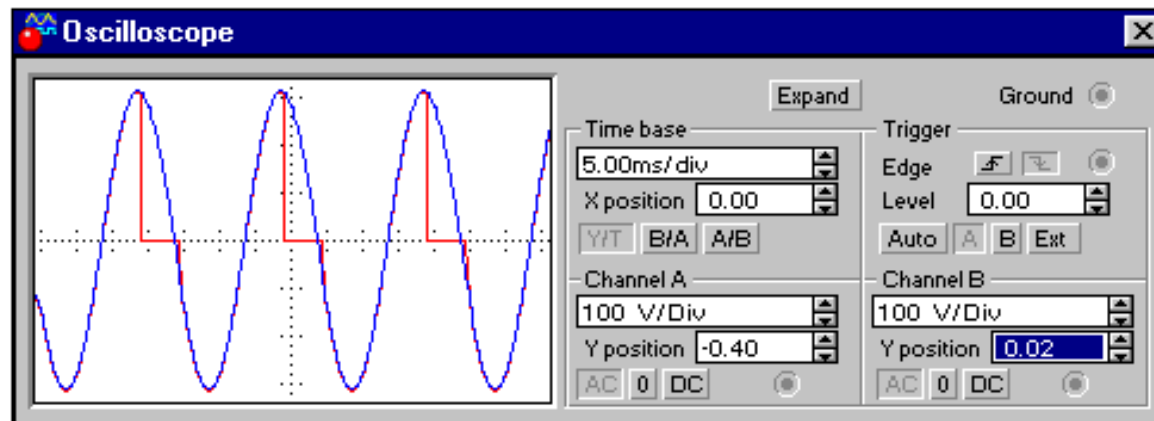 Oscilloscope
Expand Ground
Time base
5.00ms/div
X position 0.00
Y/T B/A A/B
Trigger
Edge
Level 0.00
Auto A B Ext
Channel A
100 V/Div
Y position -0.40
AC 0 DC
Channel B
100 V/Div
Y position 0.02
AC 0 DC